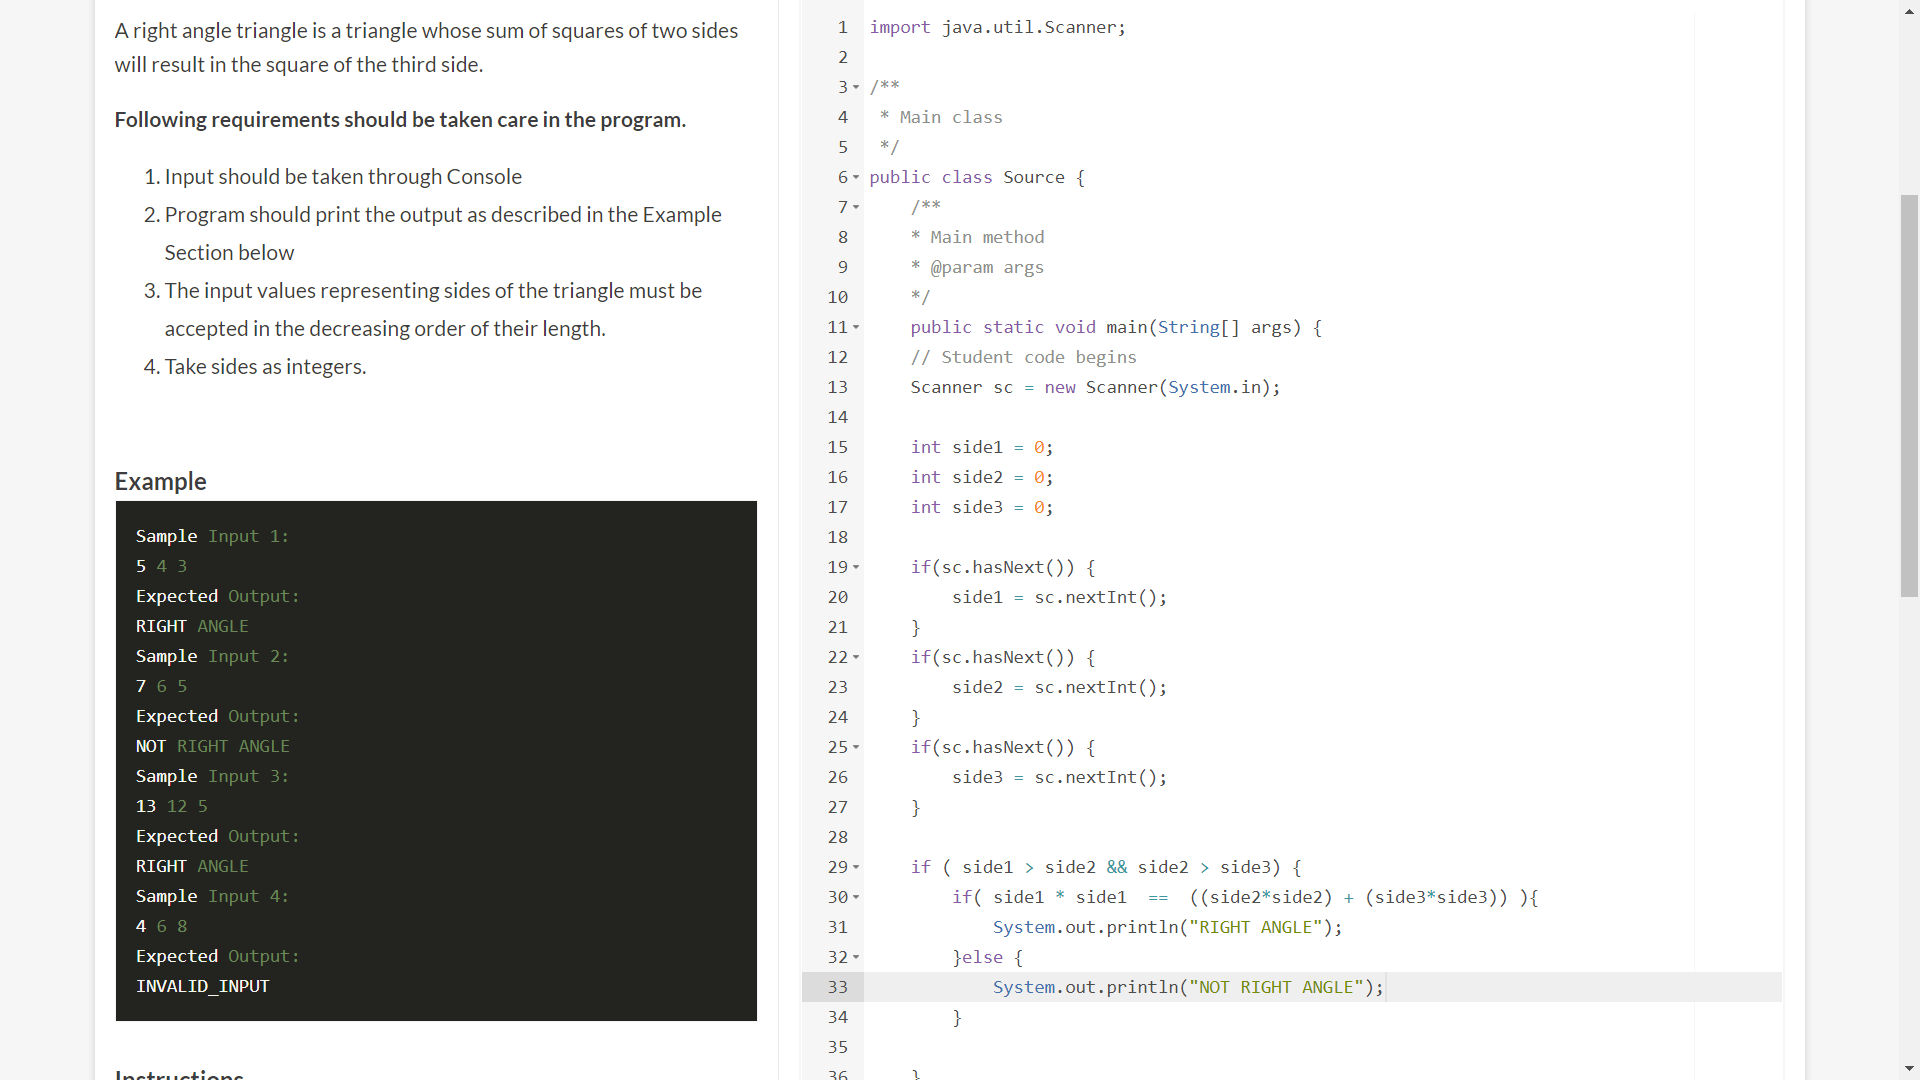 A right angle triangle is a triangle whose sum of squares of two sides
will result in the square of the third side.
Following requirements should be taken care in the program.
1. Input should be taken through Console
2. Program should print the output as described in the Example
Section below
3. The input values representing sides of the triangle must be
accepted in the decreasing order of their length.
4. Take sides as integers.
Example
Sample Input 1:
5 4 3
Expected Output:
RIGHT ANGLE
Sample Input 2:
7 6 5
Expected Output:
NOT RIGHT ANGLE
Sample Input 3:
13 12 5
Expected Output:
RIGHT ANGLE
Sample Input 4:
4 6 8
Expected Output:
INVALID_INPUT
Instructions
1 import java.util.Scanner;
2
3 /**
4 * Main class
5 */
6 public class Source {
7 /**
8 * Main method
9 * @param args
10 */
11 public static void main(String[] args) {
12 // Student code begins
13 Scanner sc = new Scanner(System.in);
14
15 int side1 = 0;
16 int side2 = 0;
17 int side3 = 0;
18
19 if(sc.hasNext()) {
20 side1 = sc.nextInt();
21 }
22 if(sc.hasNext()) {
23 side2 = sc.nextInt();
24 }
25 if(sc.hasNext()) {
26 side3 = sc.nextInt();
27 }
28
29 if ( side1 > side2 && side2 > side3) {
30 if( side1 * side1  ==  ((side2*side2) + (side3*side3)) ){
31 System.out.println("RIGHT ANGLE");
32 }else {
33 System.out.println("NOT RIGHT ANGLE");
34 }
35
36 }